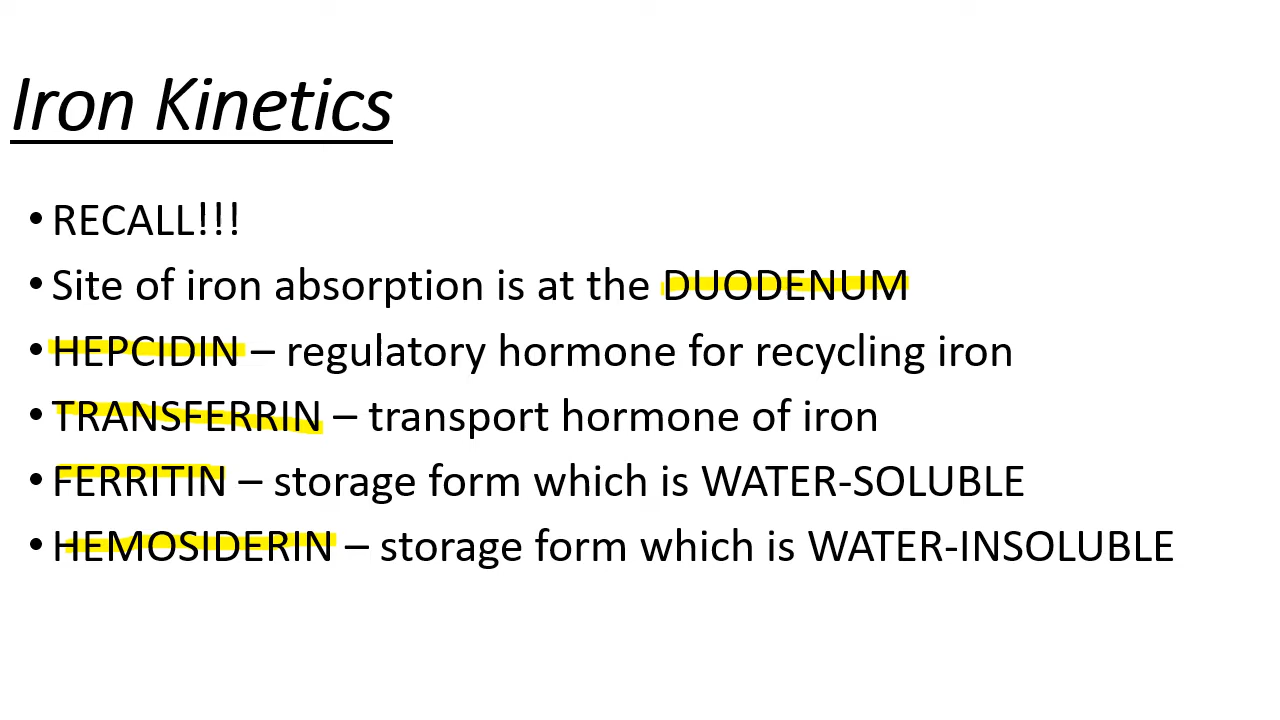 Iron Kinetics
• RECALL!!!
• Site of iron absorption is at the DUODENUM
• HEPCIDIN – regulatory hormone for recycling iron
• TRANSFERRIN – transport hormone of iron
• FERRITIN – storage form which is WATER-SOLUBLE
• HEMOSIDERIN – storage form which is WATER-INSOLUBLE